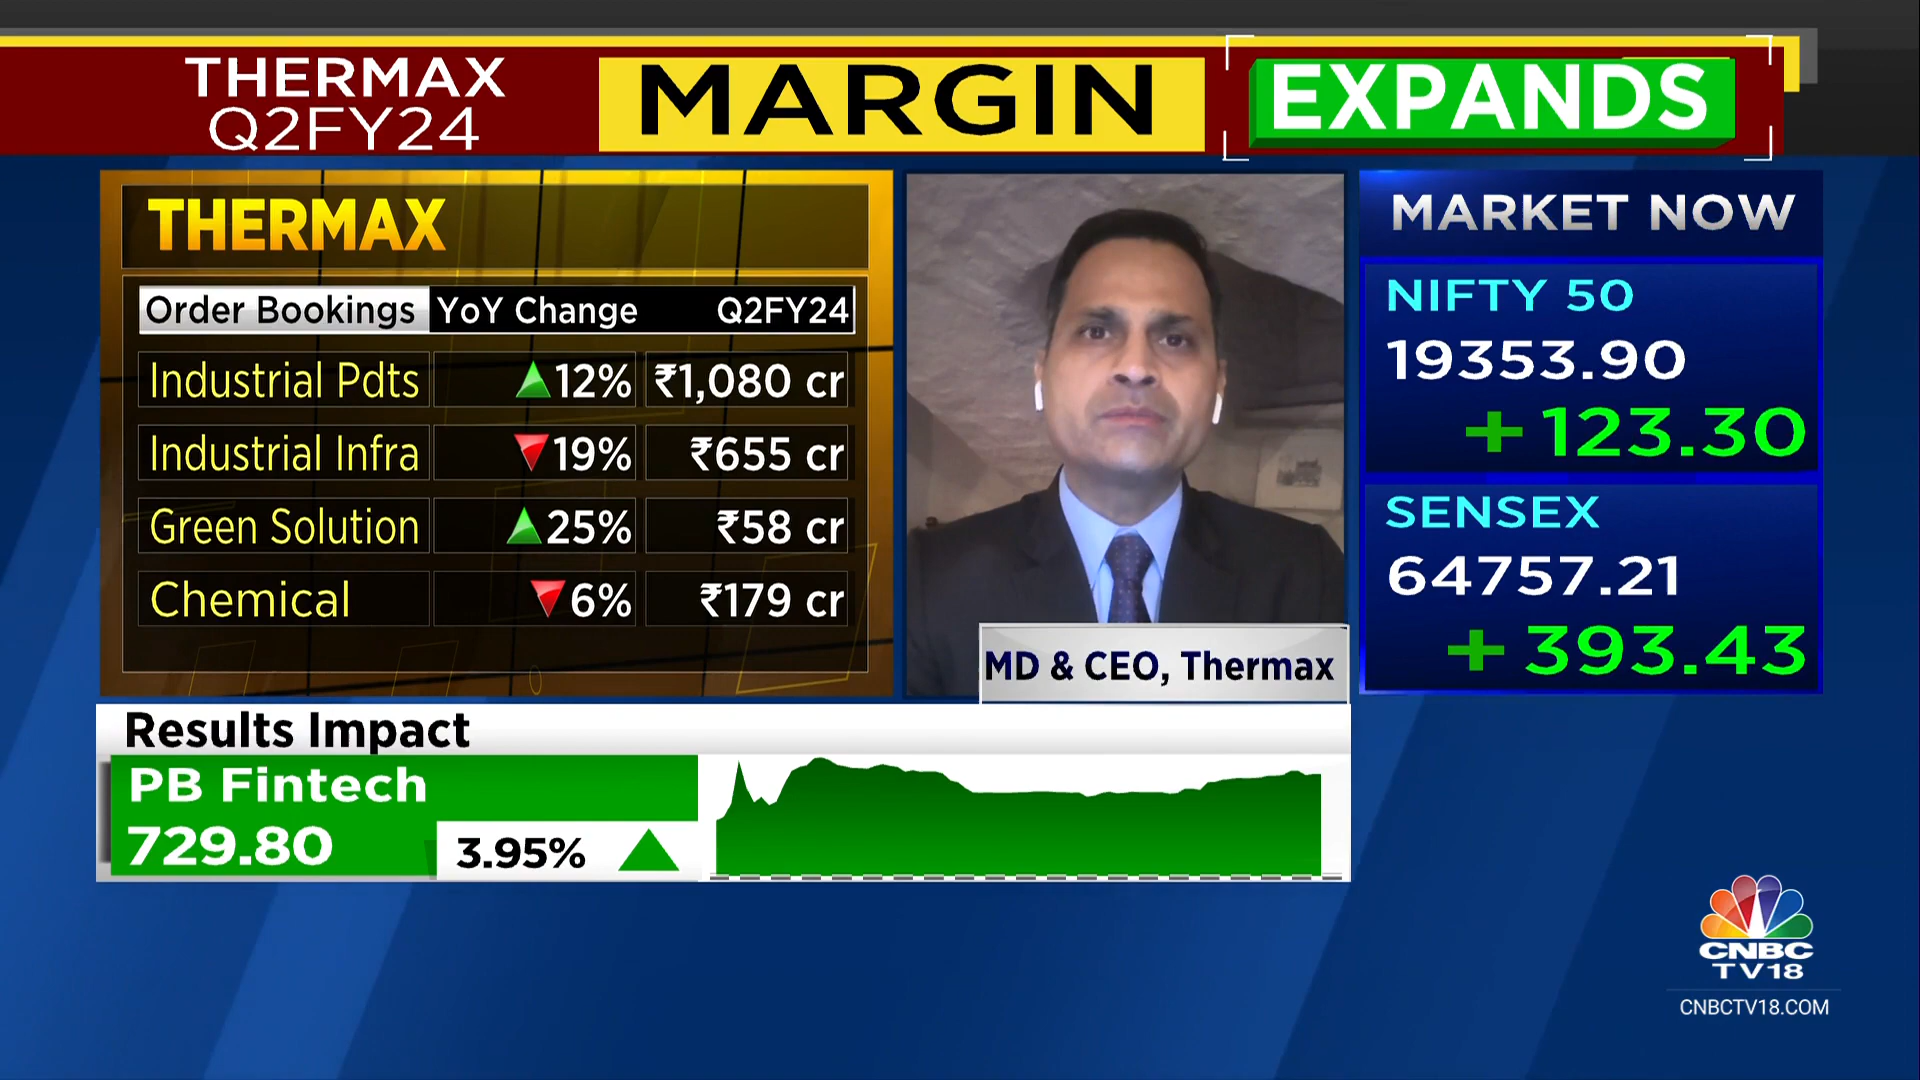 THERMAX
Q2FY24
MARGIN
EXPANDS
THERMAX
Order Bookings YoY Change Q2FY24
Industrial Pdts ▲12% ₹1,080 cr
Industrial Infra ▼19% ₹655 cr
Green Solution ▲25% ₹58 cr
Chemical ▼6% ₹179 cr
MD & CEO, Thermax
MARKET NOW
NIFTY 50
19353.90
+ 123.30
SENSEX
64757.21
+ 393.43
Results Impact
PB Fintech
729.80 3.95% ▲
CNBC
TV18
CNBCTV18.COM